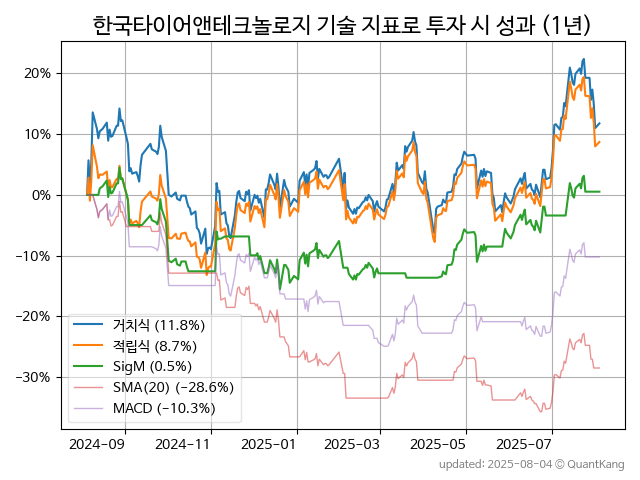 한국타이어앤테크놀로지 기술 지표로 투자 시 성과 (1년)
20%
10%
0%
−10%
−20%
−30%
거치식 (11.8%)
적립식 (8.7%)
SigM (0.5%)
SMA(20) (−28.6%)
MACD (−10.3%)
2024-09
2024-11
2025-01
2025-03
2025-05
2025-07
updated: 2025-08-04 © QuantKang